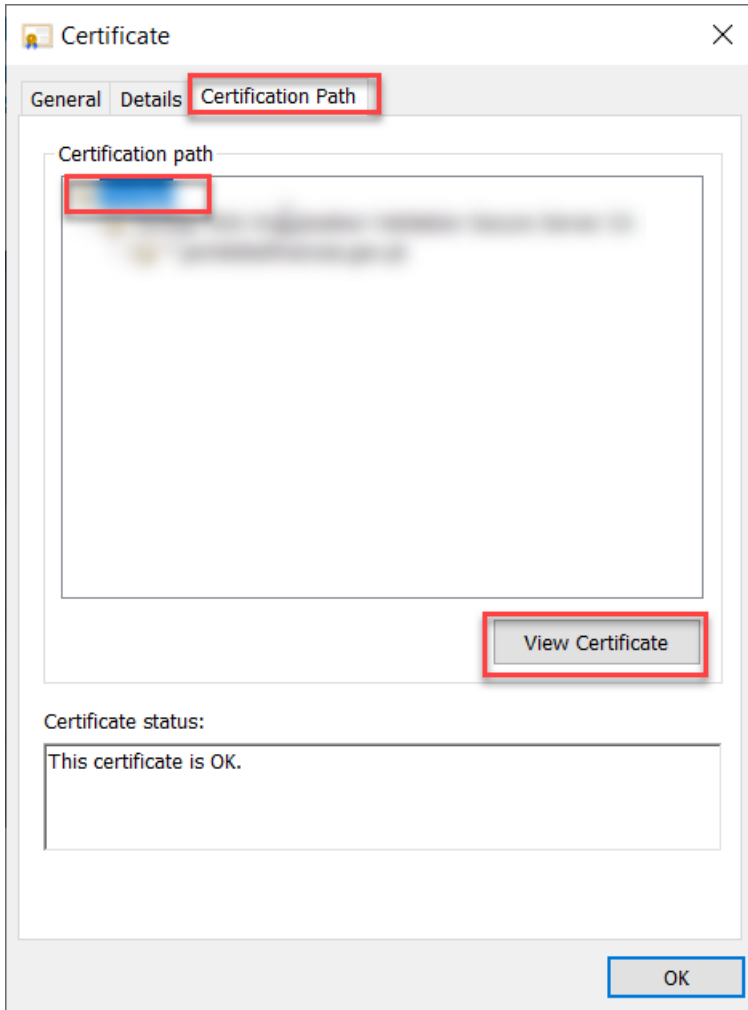 Certificate
General Details Certification Path
Certification path
View Certificate
Certificate status:
This certificate is OK.
OK